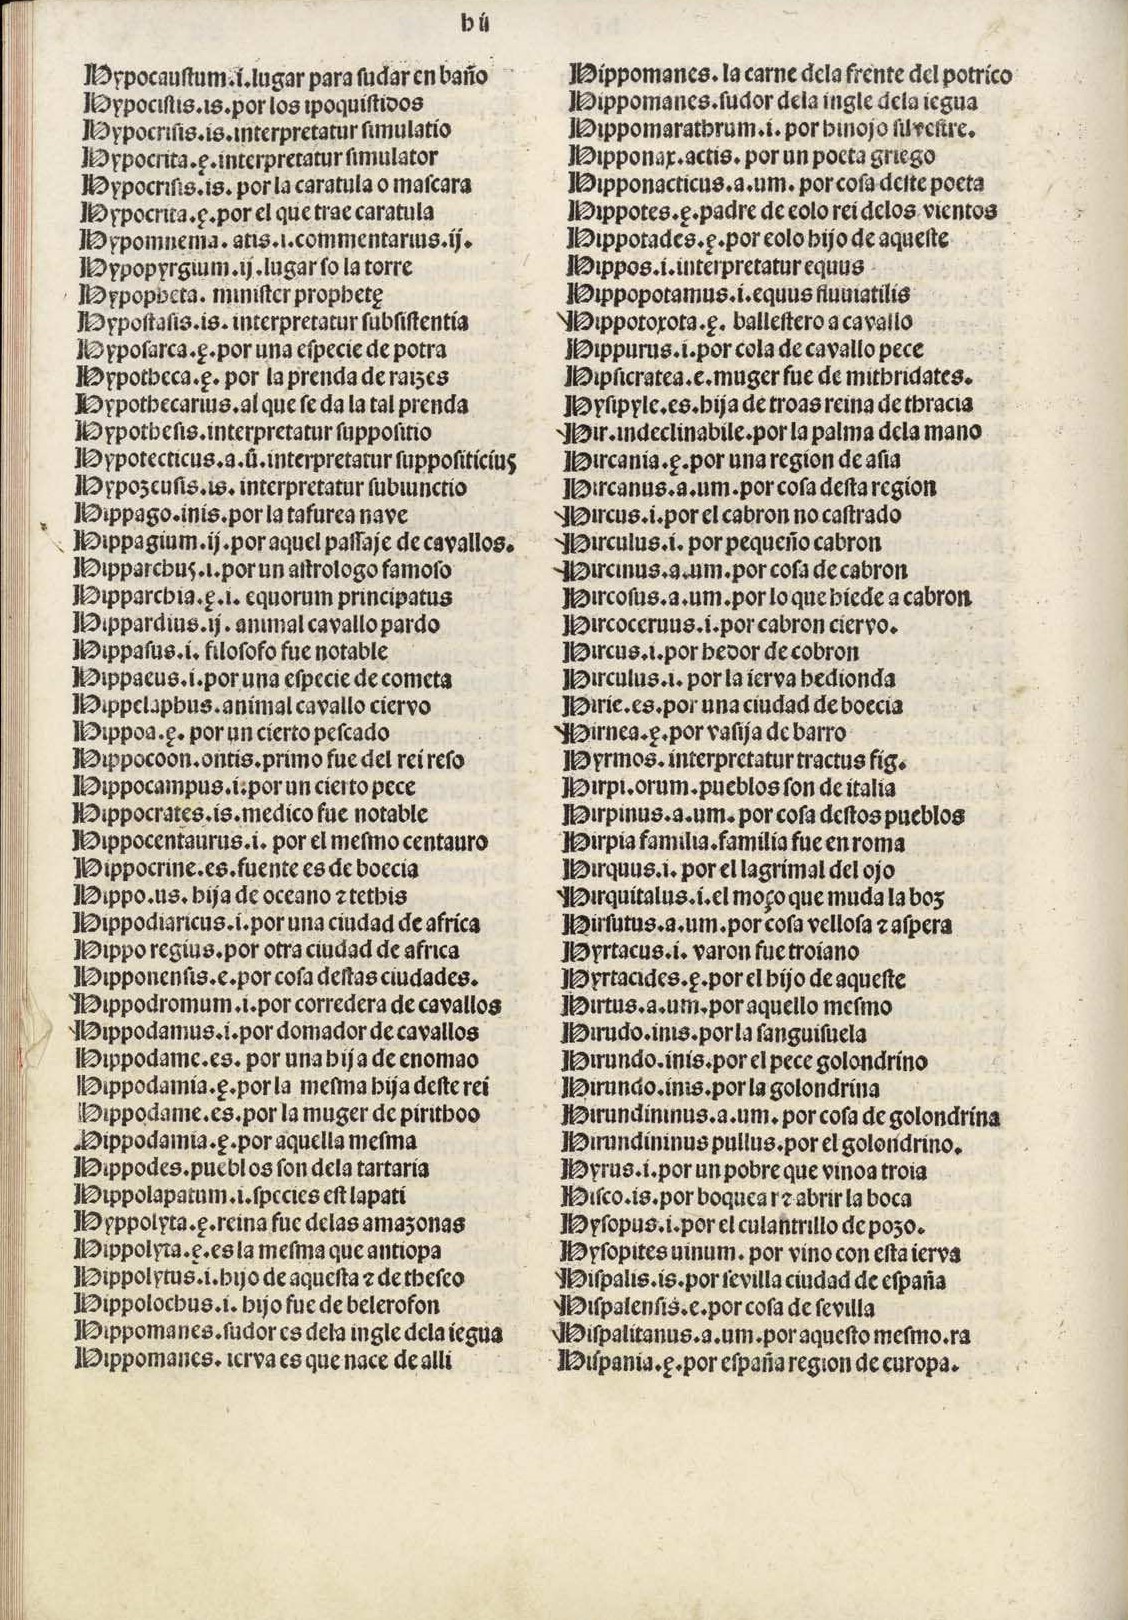 hii
Hypocaustum.i.lugar para sudar en baño
Hypocistis.is.por los ipoquistidos
Hypocrisis.is.interpretatur simulatio
Hypocrita.ę.interpretatur simulator
Hypocrisis.is. por la caratula o mascara
Hypocrita.ę.por el que trae caratula
Hypomnema. atis.i.commentarius.ij.
Hypopyrgium.ij.lugar so la torre
Hypopheta. minister prophetę
Hypostasis.is. interpretatur subsistentia
Hyposarca.ę.por una especie de potra
Hypotheca.ę. por la prenda de raizes
Hypothecarius.al que se da la tal prenda
Hypothesis.interpretatur suppositio
Hypotecticus.a.ũ.interpretatur suppositiciuꝰ
Hypozeusis.is. interpretatur subiunctio
Hippago.inis.por la tafurea nave
Hippagium.ij.por aquel passaje de cavallos.
Hipparchuꝰ.i.por un astrologo famoso
Hipparchia.ę.i. equorum principatus
Hippardius.ij. animal cavallo pardo
Hippasus.i. filosofo fue notable
Hippaeus.i.por una especie de cometa
Hippelaphus.animal cavallo ciervo
Hippoa.ę. por un cierto pescado
Hippocoon.ontis.primo fue del rei reso
Hippocampus.i.por un cierto pece
Hippocrates.is.medico fue notable
Hippocentaurus.i. por el mesmo centauro
Hippocrine.es.fuente es de boecia
Hippo.us. hija de oceano ⁊ tethis
Hippodiaricus.i.por una ciudad de africa
Hippo regius.por otra ciudad de africa
Hipponensis.e.por cosa destas ciudades.
Hippodromum.i.por corredera de cavallos
Hippodamus.i.por domador de cavallos
Hippodame.es. por una hija de enomao
Hippodamia.ę.por la mesma hija deste rei
Hippodame.es.por la muger de pirithoo
Hippodamia.ę.por aquella mesma
Hippodes.pueblos son dela tartaria
Hippolapatum.i.species est lapati
Hyppolyta.ę.reina fue delas amazonas
Hippolyta.ę.es la mesma que antiopa
Hippolytus.i.hijo de aquesta ⁊ de theseo
Hippolochus.i. hijo fue de belerofon
Hippomanes.sudor es dela ingle dela iegua
Hippomanes. ierva es que nace de alli
Hippomanes. la carne dela frente del potrico
Hippomanes.sudor dela ingle dela iegua
Hippomarathrum.i. por hinojo silvestre.
Hipponax.actis. por un poeta griego
Hipponacticus.a.um. por cosa deste poeta
Hippotes.ę.padre de eolo rei delos vientos
Hippotades.ę.por eolo hijo de aqueste
Hippos.i.interpretatur equus
Hippopotamus.i.equus fluviatilis
Hippotoxota.ę. ballestero a cavallo
Hippurus.i.por cola de cavallo pece
Hipsicratea.e.muger fue de mithridates.
Hysipyle.es.hija de troas reina de thracia
Hir.indeclinabile.por la palma dela mano
Hircania.ę.por una region de asia
Hircanus.a.um.por cosa desta region
Hircus.i.por el cabron no castrado
Hirculus.i. por pequeño cabron
Hircinus.a.um.por cosa de cabron
Hircosus.a.um.por lo que hiede a cabron
Hircocervus.i.por cabron ciervo.
Hircus.i.por hedor de cobron
Hirculus.i. por la ierva hedionda
Hirie.es.por una ciudad de boecia
Hirnea.ę.por vasija de barro
Hyrmos. interpretatur tractus fig.
Hirpi.orum.pueblos son de italia
Hirpinus.a.um.por cosa destos pueblos
Hirpia familia.familia fue en roma
Hirquus.i. por el lagrimal del ojo
Hirquitalus.i.el moço que muda la boz
Hirsutus.a.um.por cosa vellosa ⁊ aspera
Hyrtacus.i. varon fue troiano
Hyrtacides.ę.por el hijo de aqueste
Hirtus.a.um.por aquello mesmo
Hirudo.inis.por la sanguisuela
Hirundo.inis.por el pece golondrino
Hirundo.inis.por la golondrina
Hirundininus.a.um. por cosa de golondrina
Hirundininus pullus.por el golondrino.
Hyrus.i.por un pobre que vino a troia
Hisco.is.por boquear ⁊ abrir la boca
Hysopus.i.por el culantrillo de pozo.
Hysopites uinum. por vino con esta ierva
Hispalis.is.por sevilla ciudad de españa
Hispalensis.e.por cosa de sevilla
Hispalitanus.a.um.por aquesto mesmo.ra
Hispania.ę.por españa region de europa.